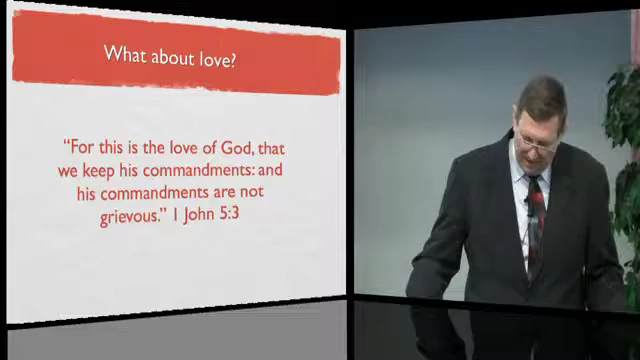 What about love?
“For this is the love of God, that
we keep his commandments: and
his commandments are not
grievous.” 1 John 5:3